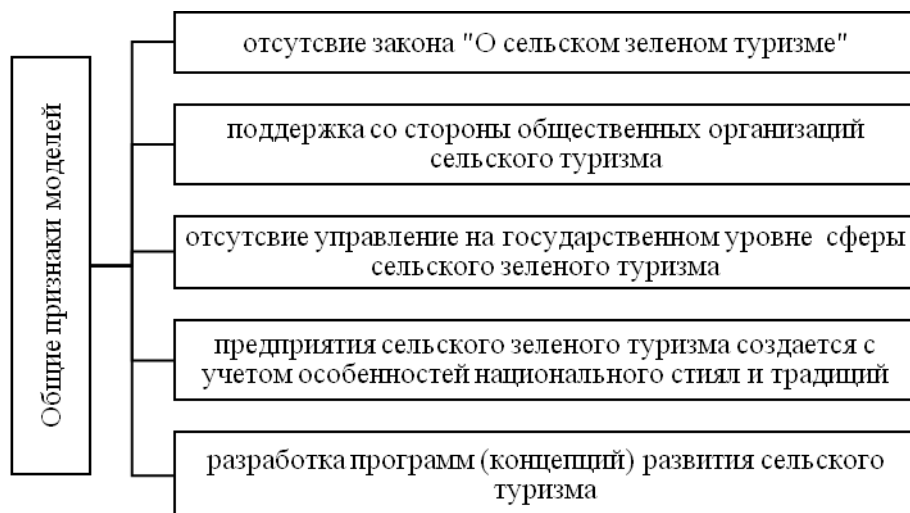 Общие признаки моделей
отсутсвие закона "О сельском зеленом туризме"
поддержка со стороны общественных организаций
сельского туризма
отсутсвие управление на государственном уровне сферы
сельского зеленого туризма
предприятия сельского зеленого туризма создается с
учетом особенностей национального стиял и традиций
разработка программ (концепций) развития сельского
туризма